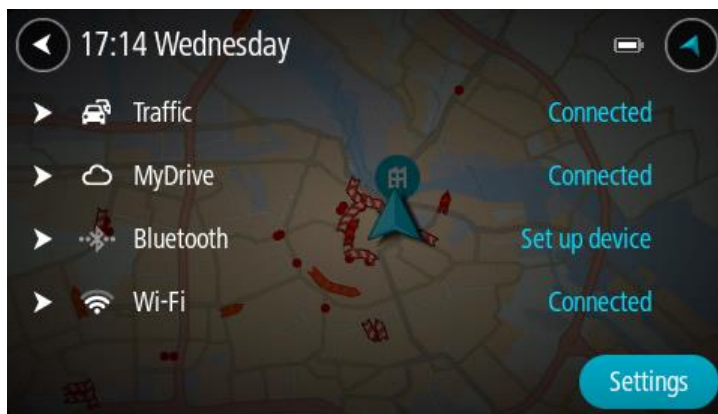 17:14 Wednesday
Traffic Connected
MyDrive Connected
Bluetooth Set up device
Wi-Fi Connected
Settings